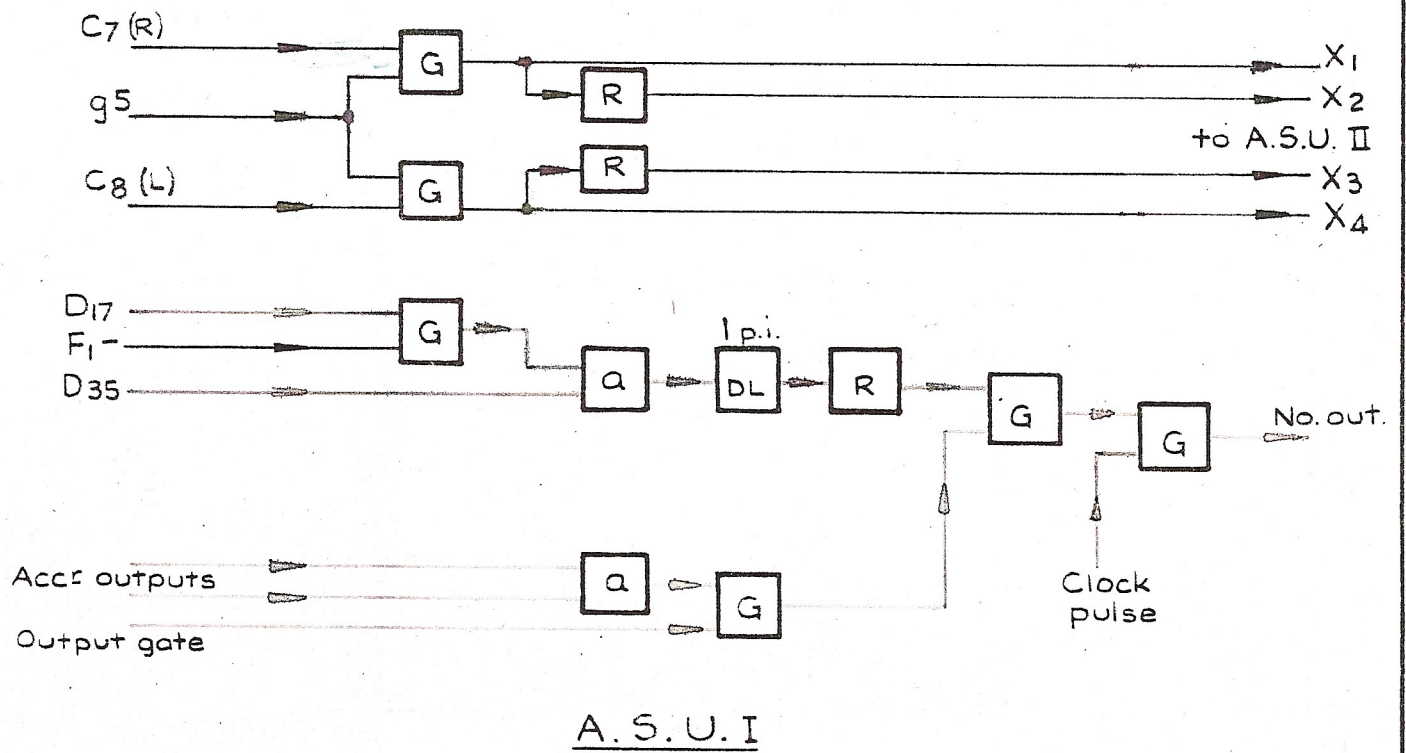 C7 (R)
G
X1
R
X2
g5
to A.S.U. II
R
X3
C8 (L)
G
X4
D17
G
F1-
1 p.i.
a
DL
R
D35
G
No. out.
G
Accr outputs
a
G
Clock
pulse
Output gate
A. S. U. I